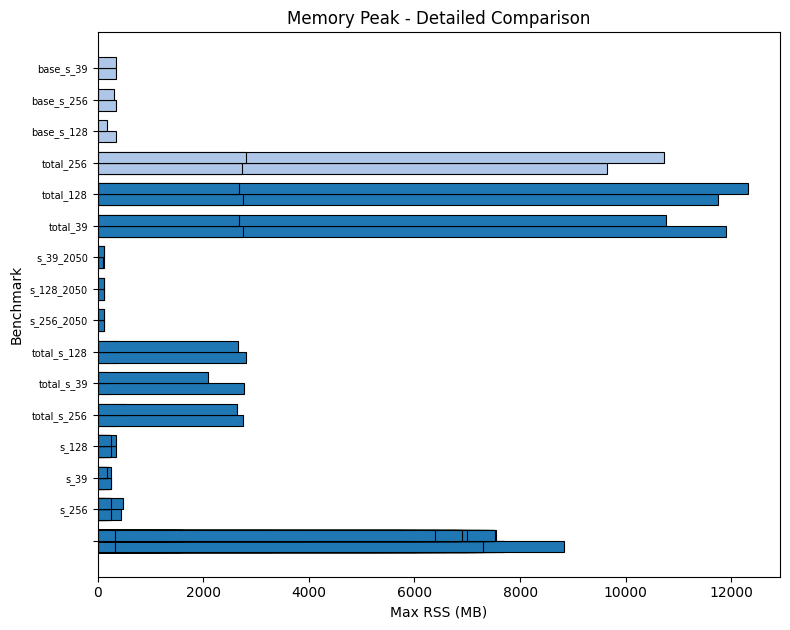 Memory Peak - Detailed Comparison
base_s_39
base_s_256
base_s_128
total_256
total_128
total_39
s_39_2050
s_128_2050
s_256_2050
total_s_128
total_s_39
total_s_256
s_128
s_39
s_256
Benchmark
0 2000 4000 6000 8000 10000 12000
Max RSS (MB)